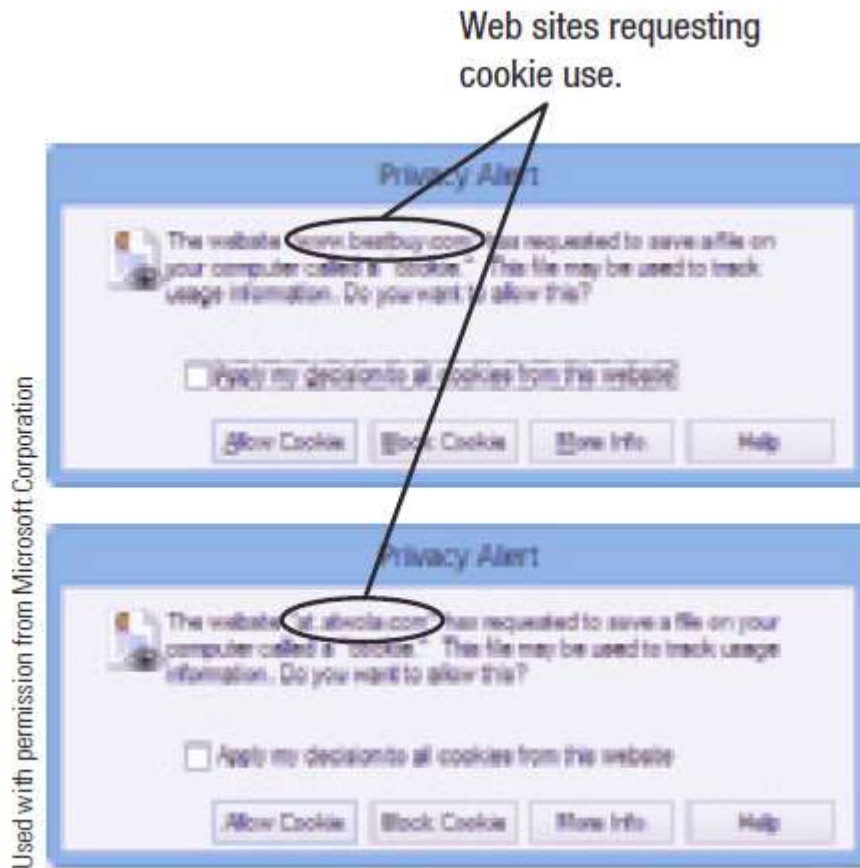 Web sites requesting
cookie use.
Privacy Alert
The website "www.bestbuy.com" has requested to save a file on
your computer called a "cookie." This file may be used to track
usage information. Do you want to allow this?
Apply my decision to all cookies from this website
Allow Cookie Block Cookie More Info Help
Privacy Alert
The website "at.atwola.com" has requested to save a file on your
computer called a "cookie." This file may be used to track usage
information. Do you want to allow this?
Apply my decision to all cookies from this website
Allow Cookie Block Cookie More Info Help
Used with permission from Microsoft Corporation